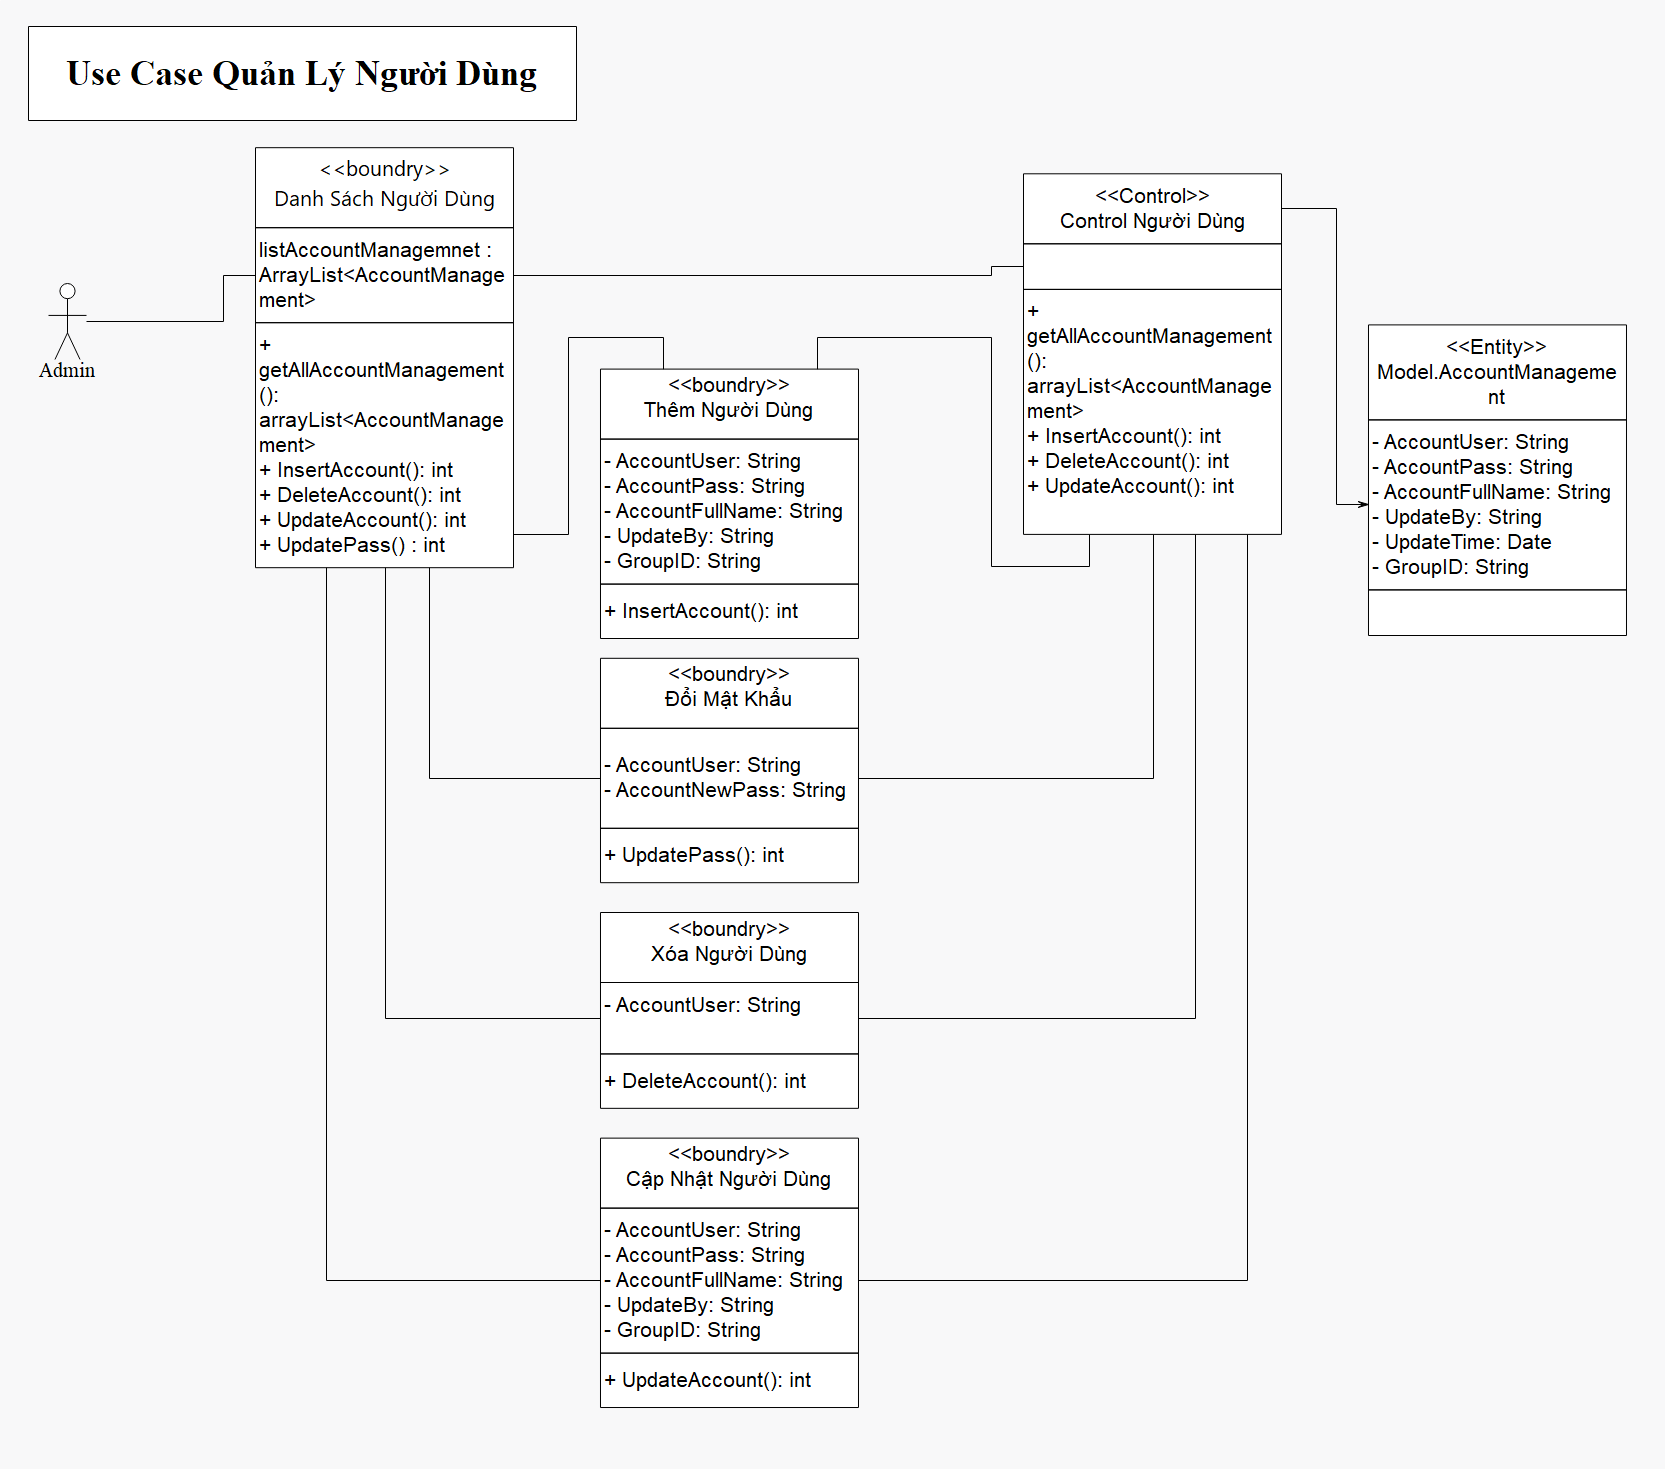 Use Case Quản Lý Người Dùng
<<boundry>>
Danh Sách Người Dùng
listAccountManagemnet :
ArrayList<AccountManage
ment>
+
getAllAccountManagement
():
arrayList<AccountManage
ment>
+ InsertAccount(): int
+ DeleteAccount(): int
+ UpdateAccount(): int
+ UpdatePass() : int
Admin
<<boundry>>
Thêm Người Dùng
- AccountUser: String
- AccountPass: String
- AccountFullName: String
- UpdateBy: String
- GroupID: String
+ InsertAccount(): int
<<boundry>>
Đổi Mật Khẩu
- AccountUser: String
- AccountNewPass: String
+ UpdatePass(): int
<<boundry>>
Xóa Người Dùng
- AccountUser: String
+ DeleteAccount(): int
<<boundry>>
Cập Nhật Người Dùng
- AccountUser: String
- AccountPass: String
- AccountFullName: String
- UpdateBy: String
- GroupID: String
+ UpdateAccount(): int
<<Control>>
Control Người Dùng
+
getAllAccountManagement
():
arrayList<AccountManage
ment>
+ InsertAccount(): int
+ DeleteAccount(): int
+ UpdateAccount(): int
<<Entity>>
Model.AccountManageme
nt
- AccountUser: String
- AccountPass: String
- AccountFullName: String
- UpdateBy: String
- UpdateTime: Date
- GroupID: String